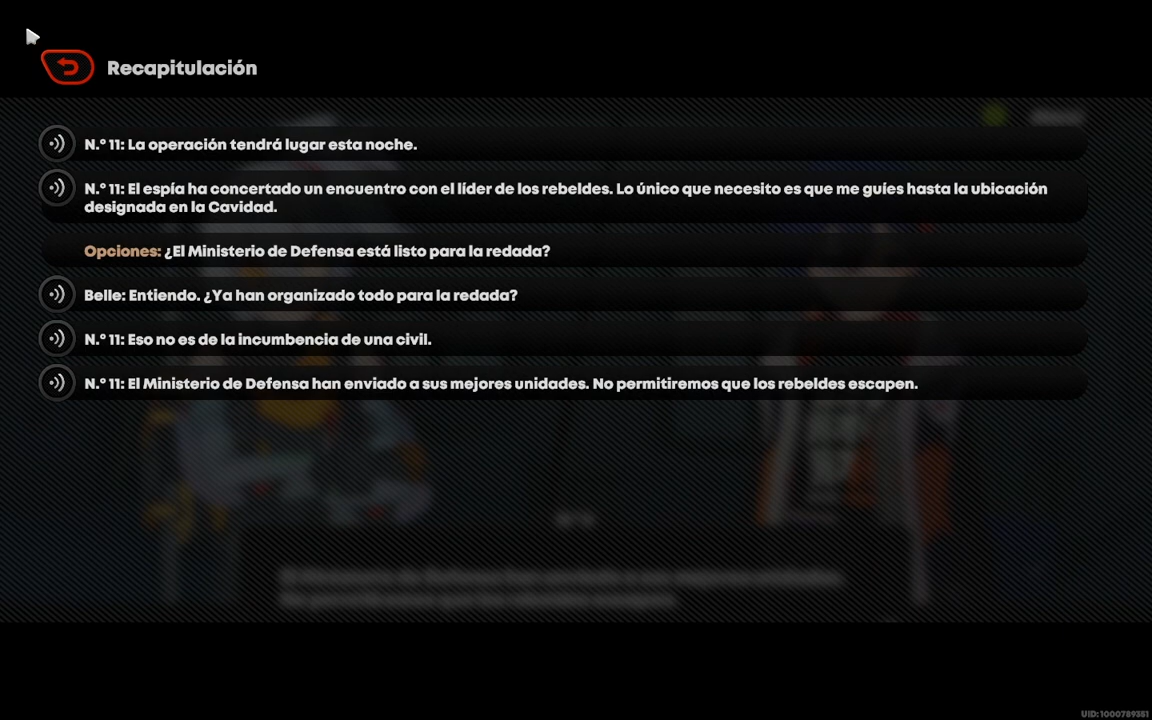 Recapitulación
N.º 11: La operación tendrá lugar esta noche.
N.º 11: El espía ha concertado un encuentro con el líder de los rebeldes. Lo único que necesito es que me guíes hasta la ubicación
designada en la Cavidad.
Opciones: ¿El Ministerio de Defensa está listo para la redada?
Belle: Entiendo. ¿Ya han organizado todo para la redada?
N.º 11: Eso no es de la incumbencia de una civil.
N.º 11: El Ministerio de Defensa han enviado a sus mejores unidades. No permitiremos que los rebeldes escapen.
UID: 1000789381